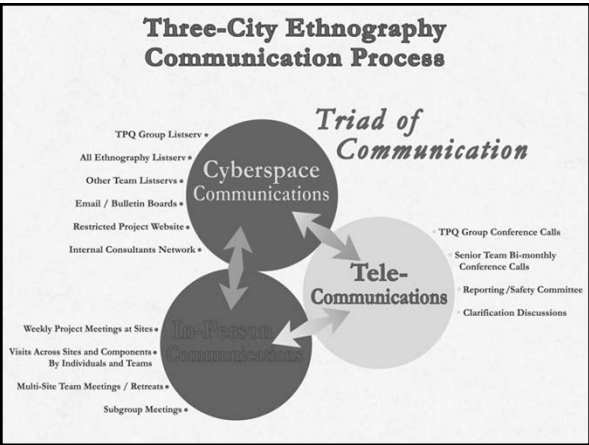 Three-City Ethnography
Communication Process
Triad of
Communication
TPQ Group Listserv •
All Ethnography Listserv •
Other Team Listservs •
Email / Bulletin Boards •
Restricted Project Website •
Internal Consultants Network •
Cyberspace
Communications
• TPQ Group Conference Calls
• Senior Team Bi-monthly
Conference Calls
• Reporting/Safety Committee
• Clarification Discussions
Tele-
Communications
Weekly Project Meetings at Sites •
Visits Across Sites and Components •
By Individuals and Teams
Multi-Site Team Meetings / Retreats •
Subgroup Meetings •
In-Person
Communications